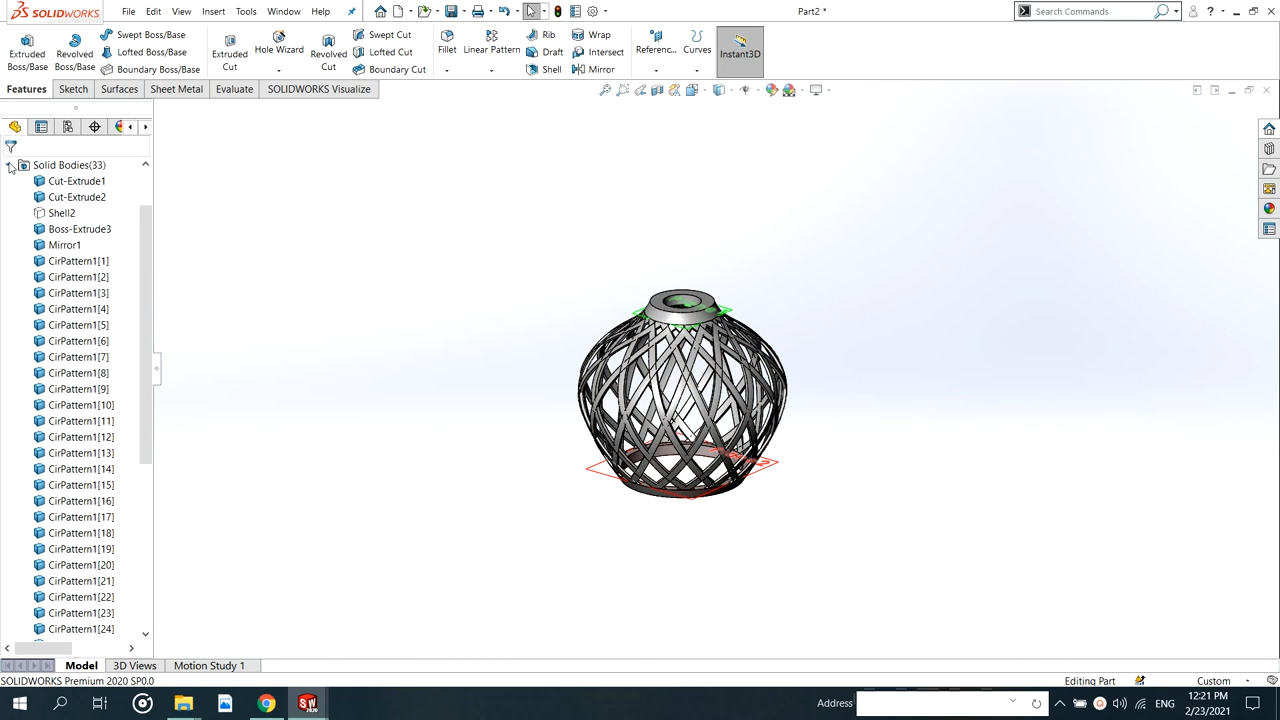 SOLIDWORKS
File Edit View Insert Tools Window Help
Part2 *
Search Commands
Extruded Boss/Base
Revolved Boss/Base
Swept Boss/Base
Lofted Boss/Base
Boundary Boss/Base
Extruded Cut
Hole Wizard
Revolved Cut
Swept Cut
Lofted Cut
Boundary Cut
Fillet
Linear Pattern
Rib
Draft
Shell
Wrap
Intersect
Mirror
Referenc...
Curves
Instant3D
Features Sketch Surfaces Sheet Metal Evaluate SOLIDWORKS Visualize
Solid Bodies(33)
Cut-Extrude1
Cut-Extrude2
Shell2
Boss-Extrude3
Mirror1
CirPattern1[1]
CirPattern1[2]
CirPattern1[3]
CirPattern1[4]
CirPattern1[5]
CirPattern1[6]
CirPattern1[7]
CirPattern1[8]
CirPattern1[9]
CirPattern1[10]
CirPattern1[11]
CirPattern1[12]
CirPattern1[13]
CirPattern1[14]
CirPattern1[15]
CirPattern1[16]
CirPattern1[17]
CirPattern1[18]
CirPattern1[19]
CirPattern1[20]
CirPattern1[21]
CirPattern1[22]
CirPattern1[23]
CirPattern1[24]
Model 3D Views Motion Study 1
SOLIDWORKS Premium 2020 SP0.0
Editing Part
Custom
Address
ENG
12:21 PM
2/23/2021